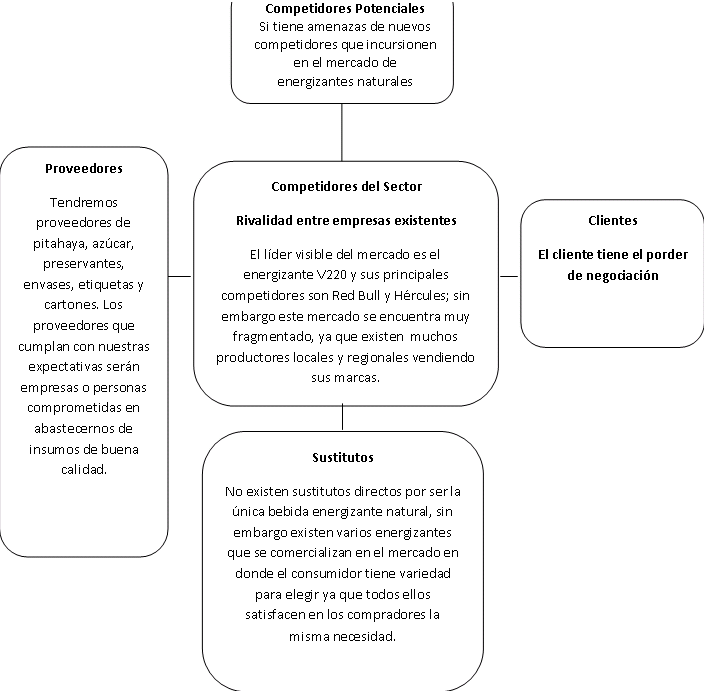 Competidores Potenciales
Si tiene amenazas de nuevos
competidores que incursionen
en el mercado de
energizantes naturales
Proveedores
Tendremos
proveedores de
pitahaya, azúcar,
preservantes,
envases, etiquetas y
cartones. Los
proveedores que
cumplan con nuestras
expectativas serán
empresas o personas
comprometidas en
abastecernos de
insumos de buena
calidad.
Competidores del Sector
Rivalidad entre empresas existentes
El líder visible del mercado es el
energizante V220 y sus principales
competidores son Red Bull y Hércules; sin
embargo este mercado se encuentra muy
fragmentado, ya que existen muchos
productores locales y regionales vendiendo
sus marcas.
Clientes
El cliente tiene el porder
de negociación
Sustitutos
No existen sustitutos directos por ser la
única bebida energizante natural, sin
embargo existen varios energizantes
que se comercializan en el mercado en
donde el consumidor tiene variedad
para elegir ya que todos ellos
satisfacen en los compradores la
misma necesidad.